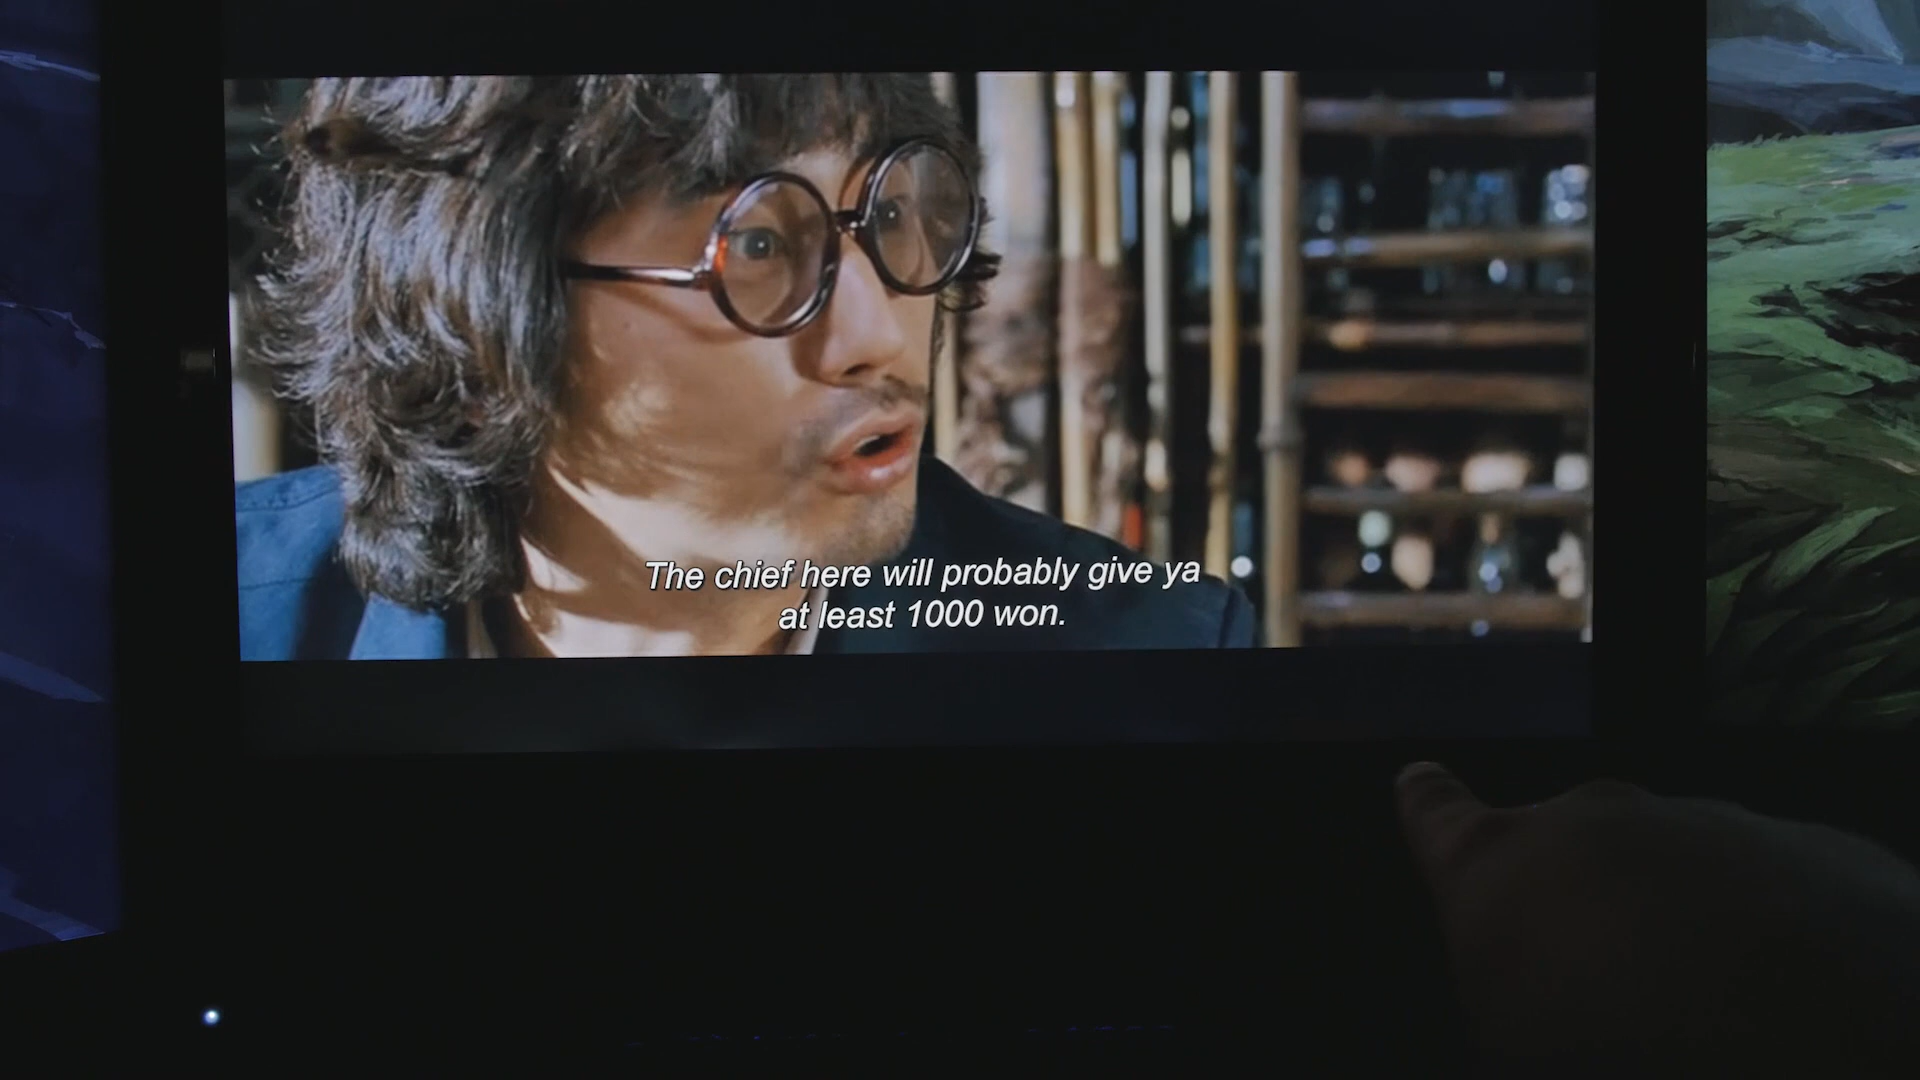 The chief here will probably give ya
at least 1000 won.